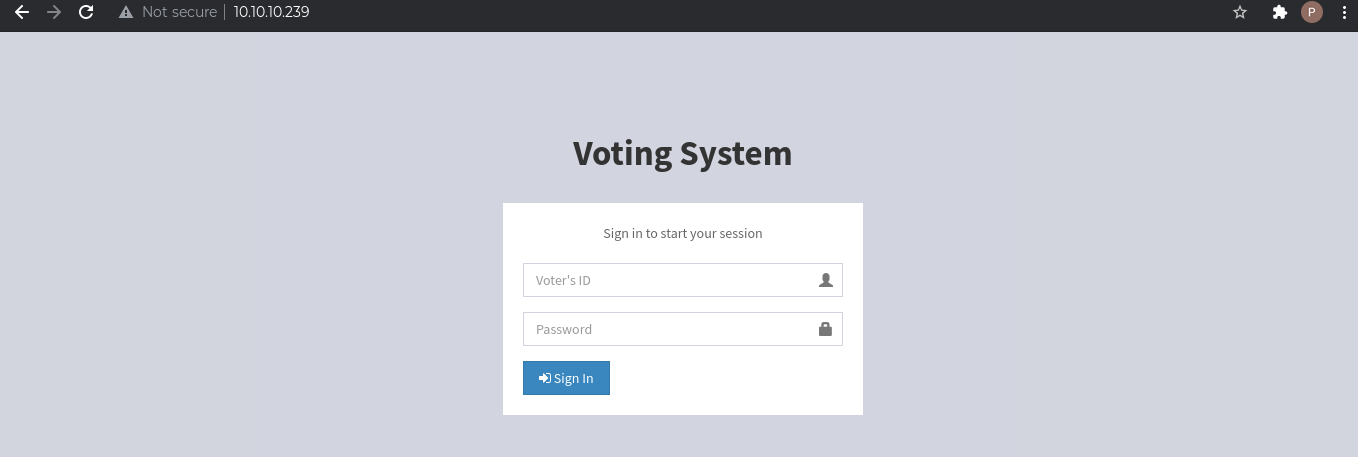 Not secure 10.10.10.239
P
Voting System
Sign in to start your session
Voter's ID
Password
Sign In